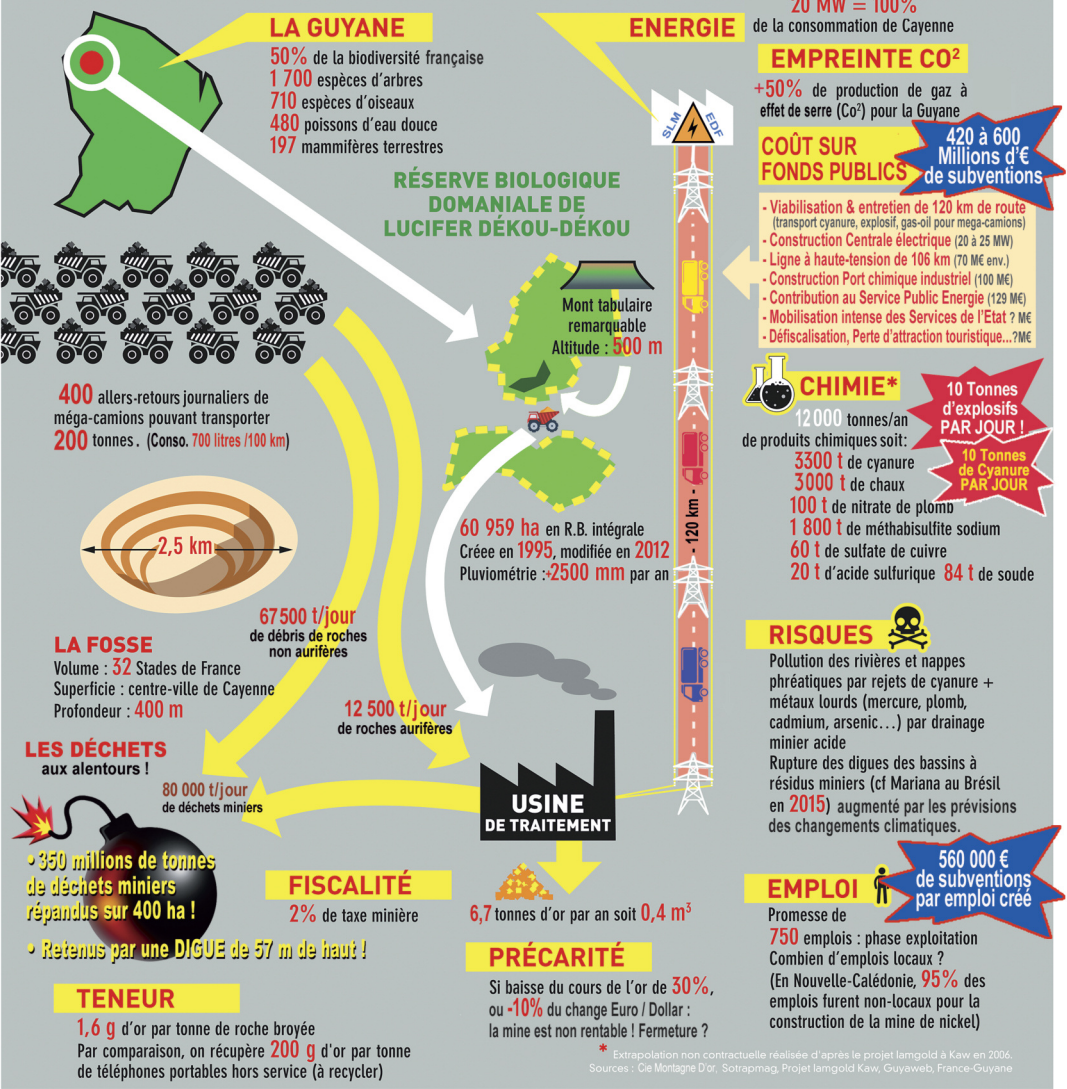 20 MW = 100%
de la consommation de Cayenne
LA GUYANE
50% de la biodiversité française
1 700 espèces d'arbres
710 espèces d'oiseaux
480 poissons d'eau douce
197 mammifères terrestres
ENERGIE
SLM
EDF
EMPREINTE CO²
+50% de production de gaz à
effet de serre (Co²) pour la Guyane
COÛT SUR
FONDS PUBLICS
420 à 600
Millions d'€
de subventions
- Viabilisation & entretien de 120 km de route
(transport cyanure, explosif, gas-oil pour mega-camions)
- Construction Centrale électrique (20 à 25 MW)
- Ligne à haute-tension de 106 km (70 M€ env.)
- Construction Port chimique industriel (100 M€)
- Contribution au Service Public Energie (129 M€)
- Mobilisation intense des Services de l'Etat ? M€
- Défiscalisation, Perte d'attraction touristique...?M€
RÉSERVE BIOLOGIQUE
DOMANIALE DE
LUCIFER DÉKOU-DÉKOU
Mont tabulaire
remarquable
Altitude : 500 m
400 allers-retours journaliers de
méga-camions pouvant transporter
200 tonnes. (Conso. 700 litres /100 km)
CHIMIE*
12 000 tonnes/an
de produits chimiques soit:
3300 t de cyanure
3000 t de chaux
100 t de nitrate de plomb
1 800 t de méthabisulfite sodium
60 t de sulfate de cuivre
20 t d'acide sulfurique 84 t de soude
10 Tonnes
d'explosifs
PAR JOUR !
10 Tonnes
de Cyanure
PAR JOUR
2,5 km
- 120 km -
60 959 ha en R.B. intégrale
Créee en 1995, modifiée en 2012
Pluviométrie :+2500 mm par an
LA FOSSE
Volume : 32 Stades de France
Superficie : centre-ville de Cayenne
Profondeur : 400 m
67500 t/jour
de débris de roches
non aurifères
12 500 t/jour
de roches aurifères
RISQUES
Pollution des rivières et nappes
phréatiques par rejets de cyanure +
métaux lourds (mercure, plomb,
cadmium, arsenic...) par drainage
minier acide
Rupture des digues des bassins à
résidus miniers (cf Mariana au Brésil
en 2015) augmenté par les prévisions
des changements climatiques.
LES DÉCHETS
aux alentours !
80 000 t/jour
de déchets miniers
• 350 millions de tonnes
de déchets miniers
répandus sur 400 ha !
• Retenus par une DIGUE de 57 m de haut !
USINE
DE TRAITEMENT
FISCALITÉ
2% de taxe minière
6,7 tonnes d'or par an soit 0,4 m³
EMPLOI
560 000 €
de subventions
par emploi créé
Promesse de
750 emplois : phase exploitation
Combien d'emplois locaux ?
(En Nouvelle-Calédonie, 95% des
emplois furent non-locaux pour la
construction de la mine de nickel)
PRÉCARITÉ
Si baisse du cours de l'or de 30%,
ou -10% du change Euro / Dollar :
la mine est non rentable ! Fermeture ?
TENEUR
1,6 g d'or par tonne de roche broyée
Par comparaison, on récupère 200 g d'or par tonne
de téléphones portables hors service (à recycler)
* Extrapolation non contractuelle réalisée d'après le projet Iamgold à Kaw en 2006.
Sources : Cie Montagne D'or, Sotrapmag, Projet Iamgold Kaw, Guyaweb, France-Guyane